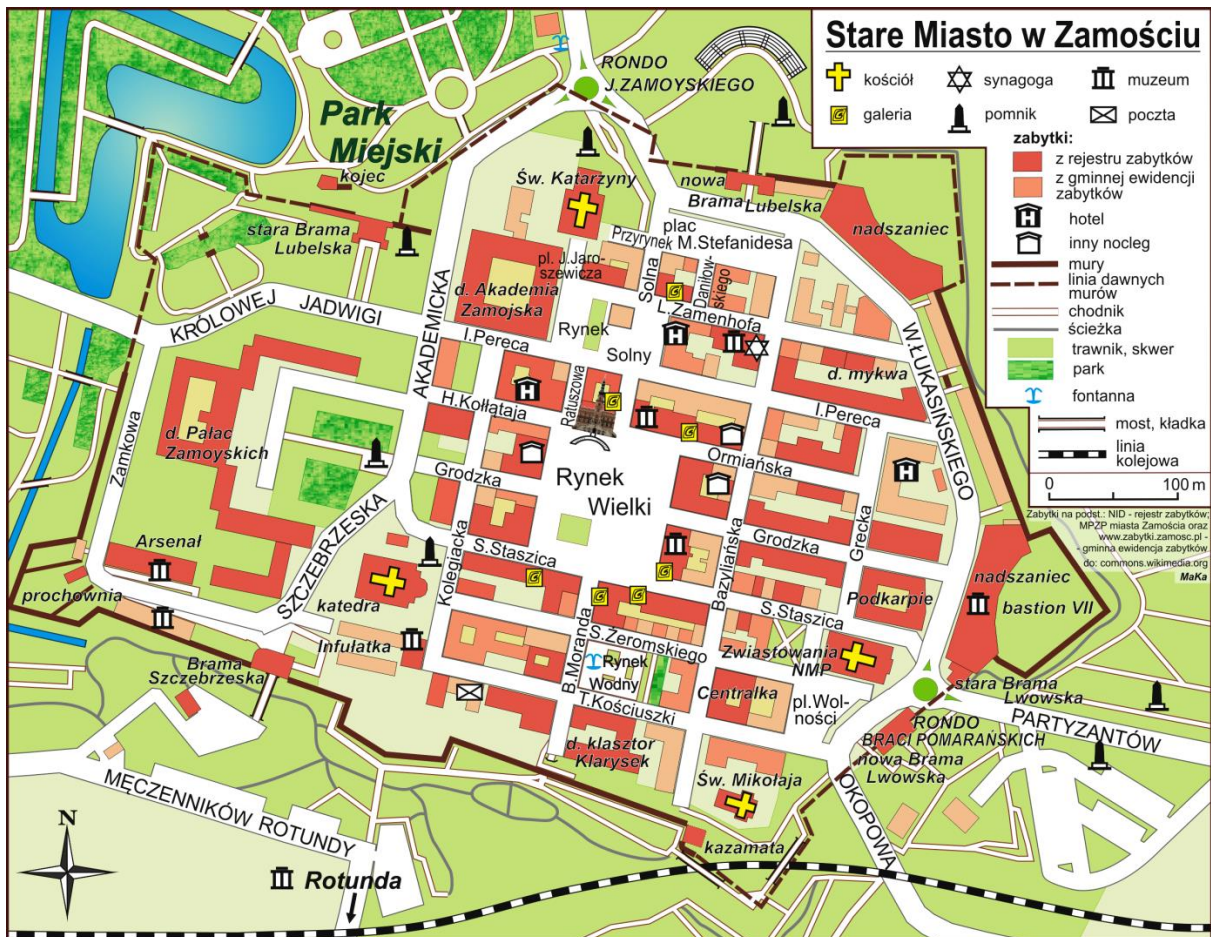 Stare Miasto w Zamościu
kościół
synagoga
muzeum
galeria
pomnik
poczta
zabytki:
z rejestru zabytków
z gminnej ewidencji
zabytków
hotel
inny nocleg
mury
linia dawnych
murów
chodnik
ścieżka
trawnik, skwer
park
fontanna
most, kładka
linia
kolejowa
0
100 m
Zabytki na podst.: NID - rejestr zabytków;
MPZP miasta Zamościa oraz
www.zabytki.zamosc.pl -
- gminna ewidencja zabytków
do: commons.wikimedia.org
MaKa
RONDO
J.ZAMOYSKIEGO
Park
Miejski
kojec
Św. Katarzyny
nowa
Brama Lubelska
nadszaniec
stara Brama
Lubelska
plac
M.Stefanidesa
Przyrynek
pl. J.Jaro-
szewicza
Solna
Daniłow-
skiego
d. Akademia
Zamojska
L.Zamenhofa
KRÓLOWEJ JADWIGI
AKADEMICKA
I.Pereca
Rynek
Solny
W.ŁUKASIŃSKIEGO
d. mykwa
Ratuszowa
H.Kołłątaja
I.Pereca
d. Pałac
Zamoyskich
Zamkowa
Grodzka
Rynek
Wielki
Ormiańska
Grecka
Grodzka
Bazyliańska
SZCZEBRZESKA
Kolegiacka
S.Staszica
Arsenał
prochownia
katedra
nadszaniec
bastion VII
Podkarpie
S.Staszica
B.Moranda
S.Żeromskiego
Zwiastowania
NMP
Infułatka
Rynek
Wodny
Brama
Szczebrzeska
Centralka
pl.Wol-
ności
stara Brama
Lwowska
T.Kościuszki
PARTYZANTÓW
RONDO
BRACI POMARAŃSKICH
d. klasztor
Klarysek
nowa Brama
Lwowska
Św. Mikołaja
OKOPOWA
MĘCZENNIKÓW ROTUNDY
kazamata
N
Rotunda